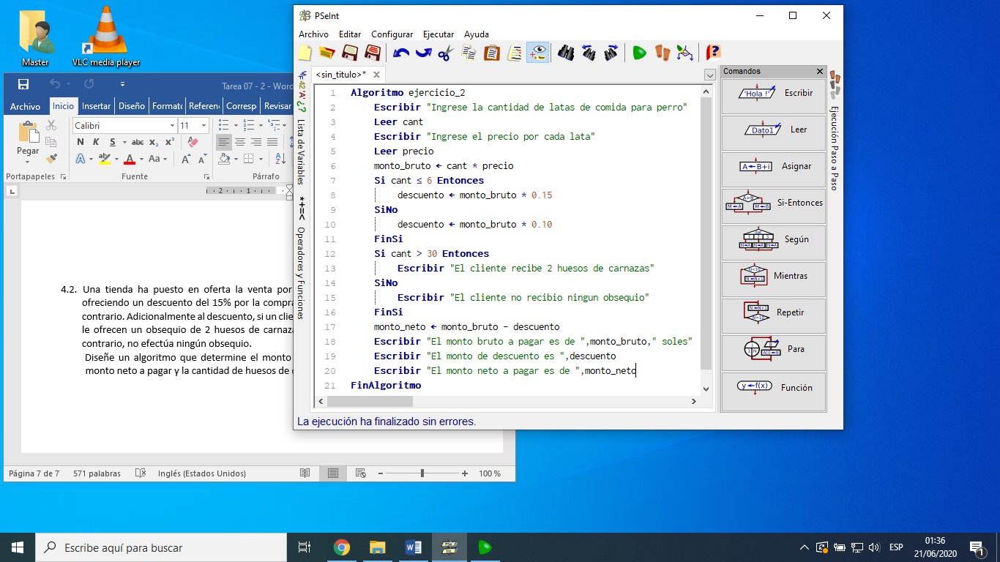 Master
VLC media player
Tarea 07 - 2 - Word
Archivo Inicio Insertar Diseño Formato Referen Corresp Revisar
Pegar
Calibri 11
N K S abc x₂ x²
A ab A Aa A A
Portapapeles Fuente Párrafo
2 1
4.2. Una tienda ha puesto en oferta la venta por
ofreciendo un descuento del 15% por la compra
contrario. Adicionalmente al descuento, si un clie
le ofrecen un obsequio de 2 huesos de carnaza
contrario, no efectúa ningún obsequio.
Diseñe un algoritmo que determine el monto
monto neto a pagar y la cantidad de huesos de
Página 7 de 7 571 palabras Inglés (Estados Unidos) 100 %
PSeInt
Archivo Editar Configurar Ejecutar Ayuda
<sin_titulo>*
Lista de Variables
*+=<
Operadores y Funciones
1 Algoritmo ejercicio_2
2 Escribir "Ingrese la cantidad de latas de comida para perro"
3 Leer cant
4 Escribir "Ingrese el precio por cada lata"
5 Leer precio
6 monto_bruto ← cant * precio
7 Si cant ≤ 6 Entonces
8 descuento ← monto_bruto * 0.15
9 SiNo
10 descuento ← monto_bruto * 0.10
11 FinSi
12 Si cant > 30 Entonces
13 Escribir "El cliente recibe 2 huesos de carnazas"
14 SiNo
15 Escribir "El cliente no recibio ningun obsequio"
16 FinSi
17 monto_neto ← monto_bruto - descuento
18 Escribir "El monto bruto a pagar es de ",monto_bruto," soles"
19 Escribir "El monto de descuento es ",descuento
20 Escribir "El monto neto a pagar es de ",monto_neto
21 FinAlgoritmo
La ejecución ha finalizado sin errores.
Comandos
'Hola !' Escribir
Dato1 Leer
A←B+i Asignar
A>B M←A M←B Si-Entonces
Según
Mientras
Repetir
Para
y←f(x) Función
Ejecución Paso a Paso
Escribe aquí para buscar
ESP
01:36
21/06/2020
1